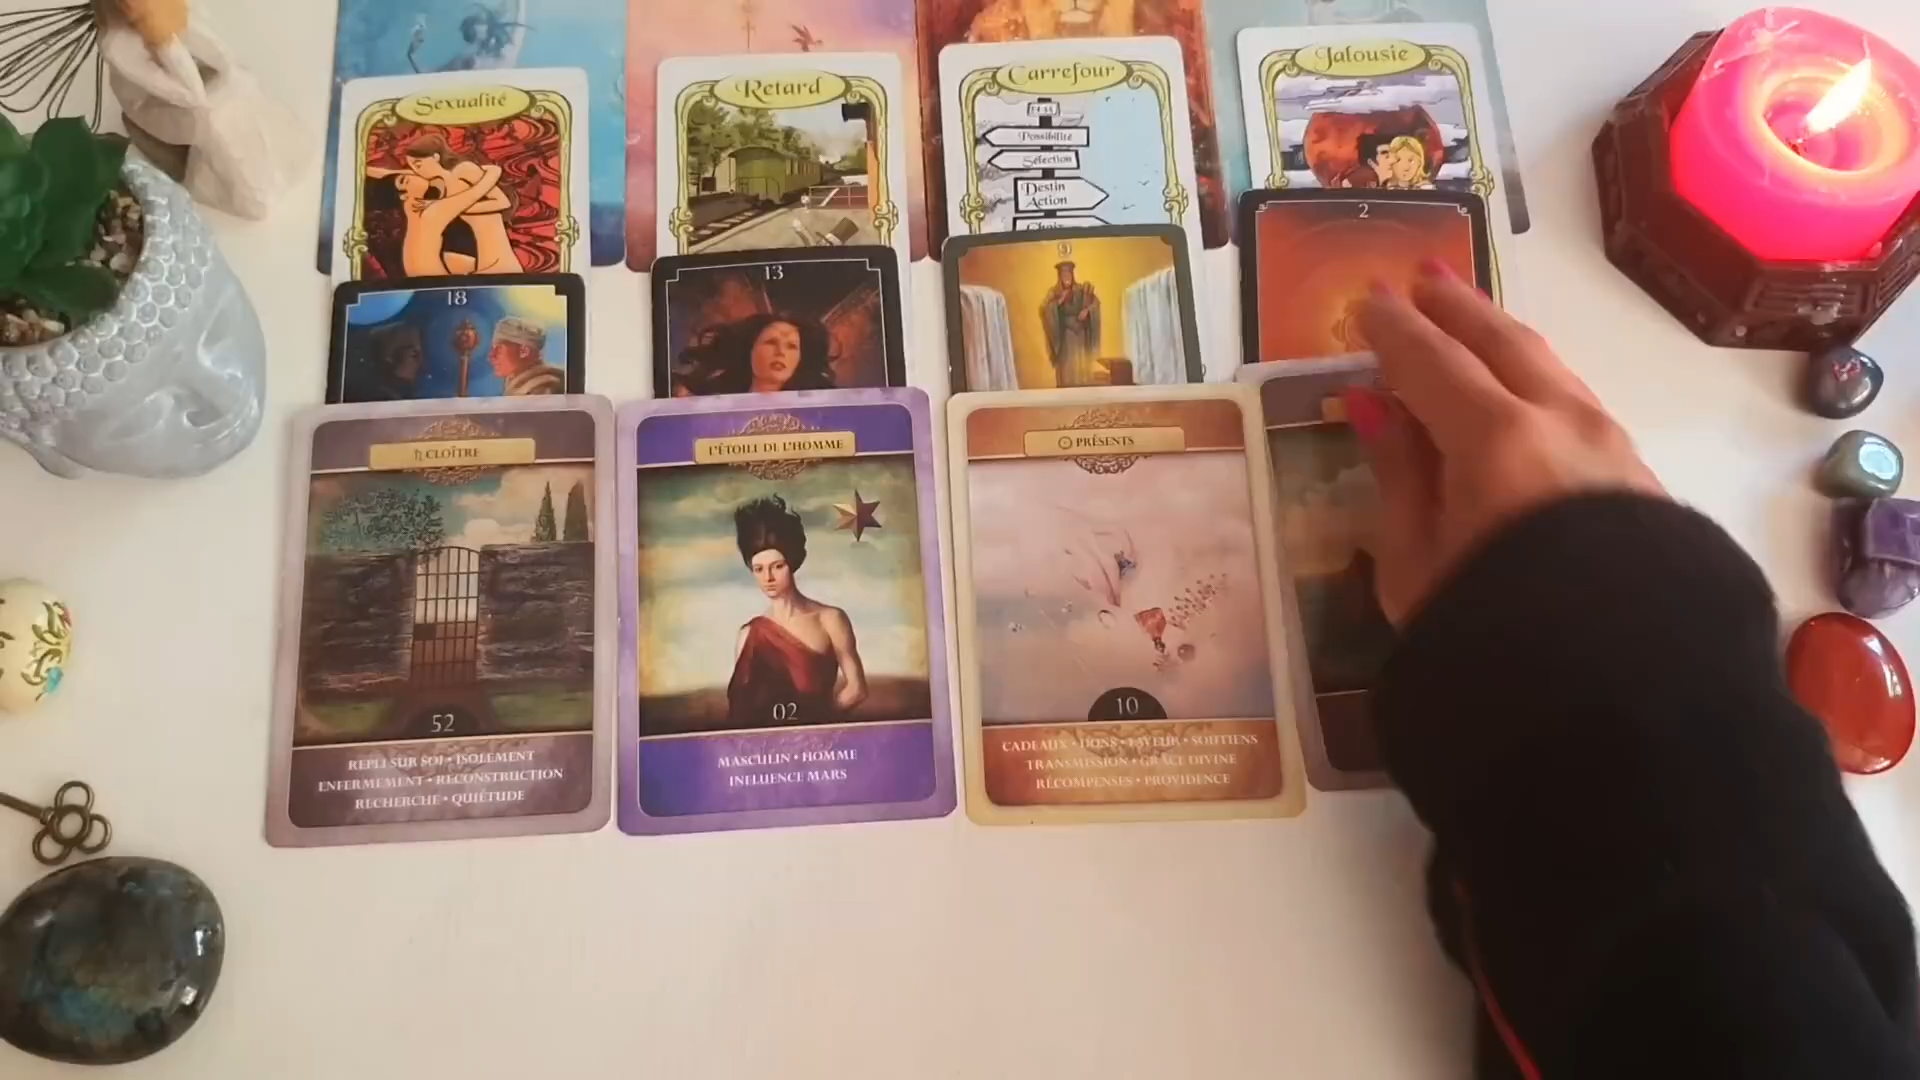 Sexualité
Retard
Carrefour
Possibilité
Sélection
Destin
Action
Jalousie
18
13
9
2
♄ CLOÎTRE
52
REPLI SUR SOI • ISOLEMENT
ENFERMEMENT • RECONSTRUCTION
RECHERCHE • QUIÉTUDE
L'ÉTOILE DE L'HOMME
02
MASCULIN • HOMME
INFLUENCE MARS
☉ PRÉSENTS
10
CADEAUX • DONS • FAVEUR • SOUTIENS
TRANSMISSION • GRÂCE DIVINE
RÉCOMPENSES • PROVIDENCE